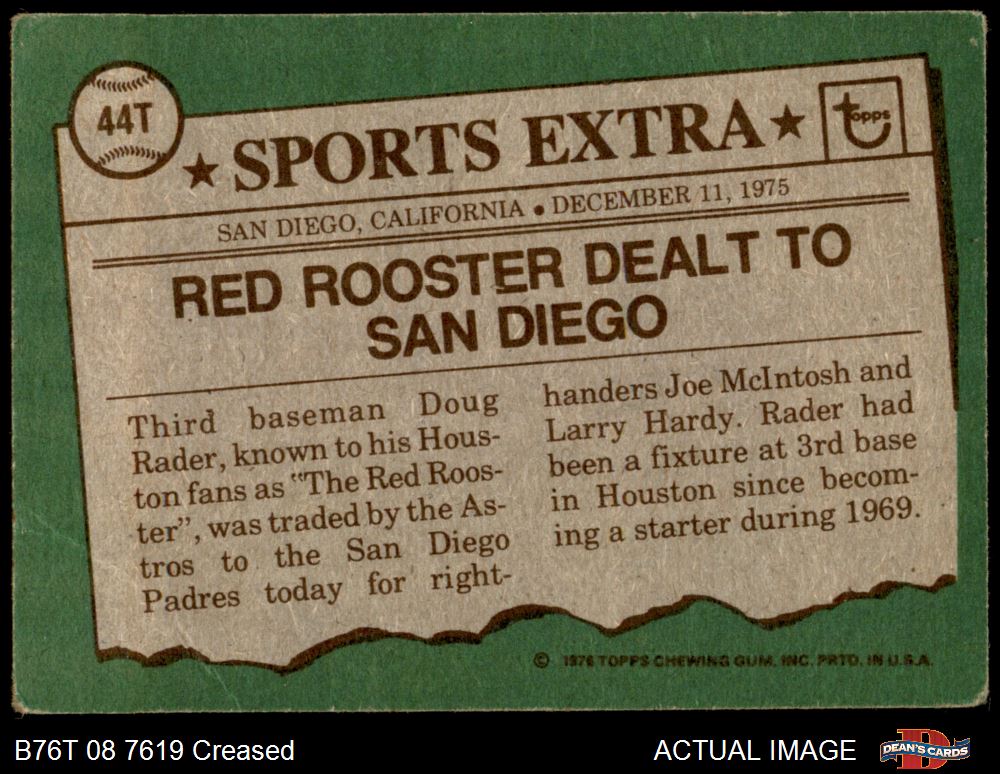 44T
★ SPORTS EXTRA ★
topps
SAN DIEGO, CALIFORNIA • DECEMBER 11, 1975
RED ROOSTER DEALT TO
SAN DIEGO
Third baseman Doug
Rader, known to his Hous-
ton fans as "The Red Roos-
ter", was traded by the As-
tros to the San Diego
Padres today for right-
handers Joe McIntosh and
Larry Hardy. Rader had
been a fixture at 3rd base
in Houston since becom-
ing a starter during 1969.
© 1976 TOPPS CHEWING GUM, INC. PRTD. IN U.S.A.
B76T 08 7619 Creased
ACTUAL IMAGE
DEAN'S CARDS